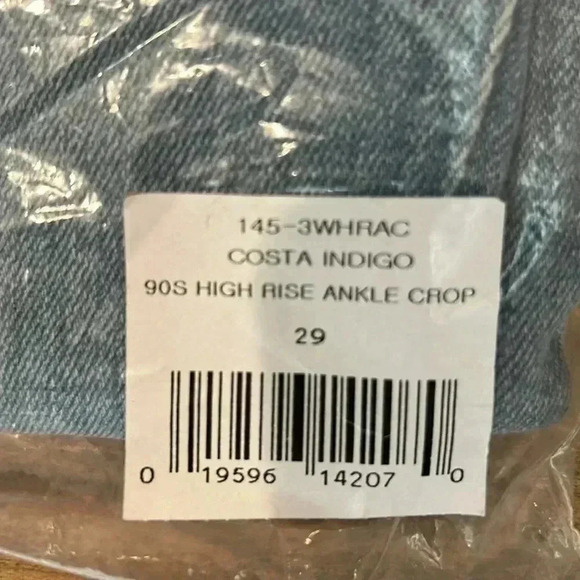 145-3WHRAC
COSTA INDIGO
90S HIGH RISE ANKLE CROP
29
0 19596 14207 0